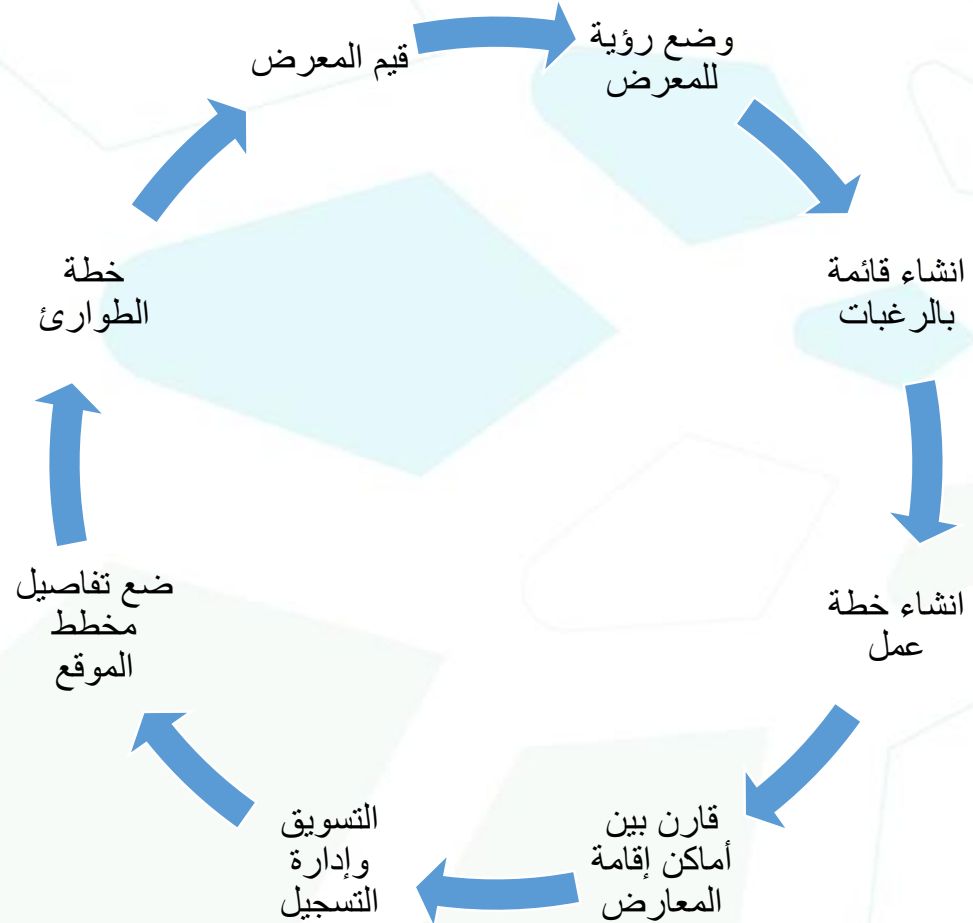 وضع رؤية
للمعرض
انشاء قائمة
بالرغبات
انشاء خطة
عمل
قارن بين
أماكن إقامة
المعارض
التسويق
وإدارة
التسجيل
ضع تفاصيل
مخطط
الموقع
خطة
الطوارئ
قيم المعرض